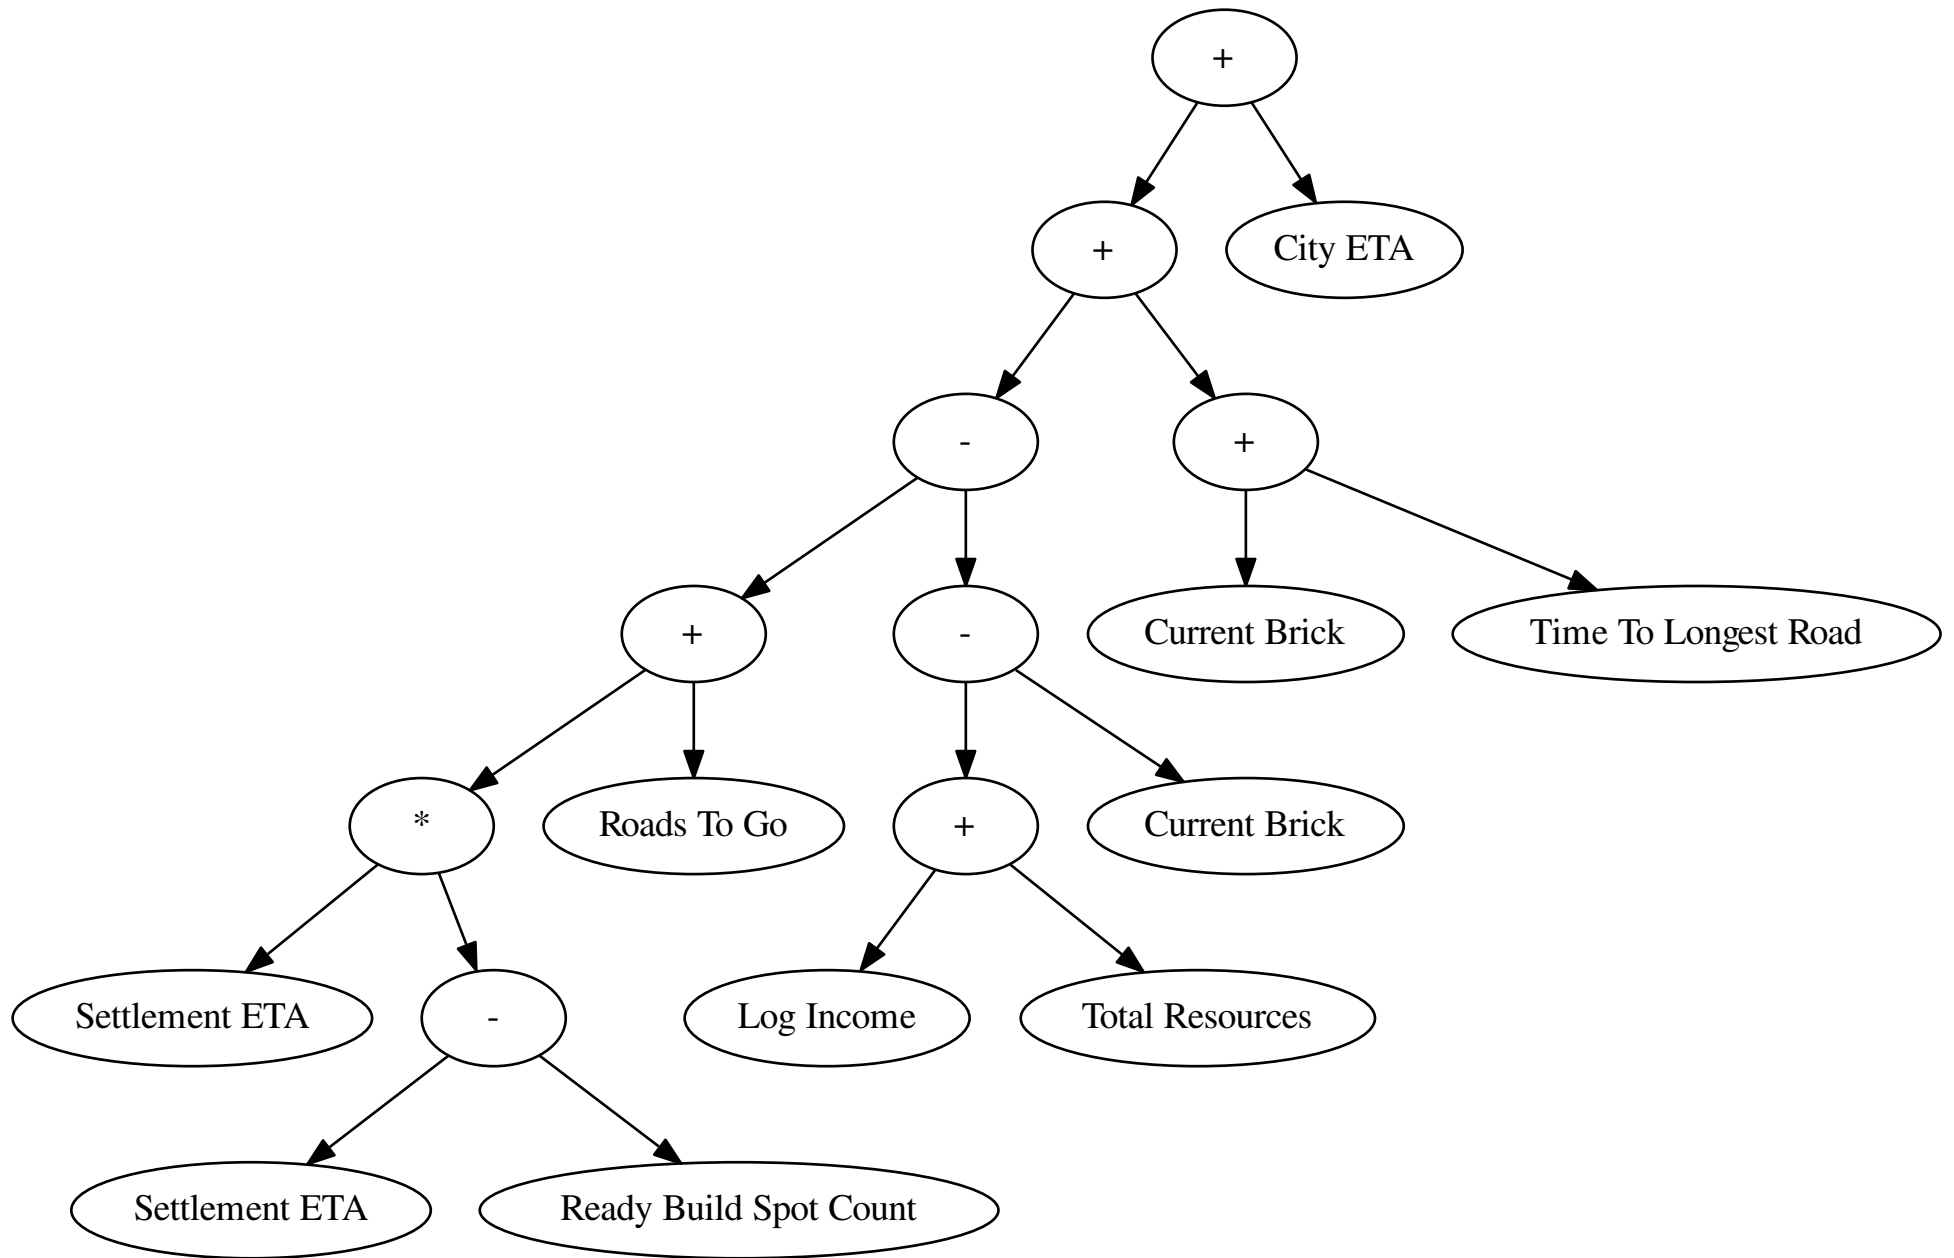 +
+
City ETA
-
+
+
-
Current Brick
Time To Longest Road
*
Roads To Go
+
Current Brick
Settlement ETA
-
Log Income
Total Resources
Settlement ETA
Ready Build Spot Count